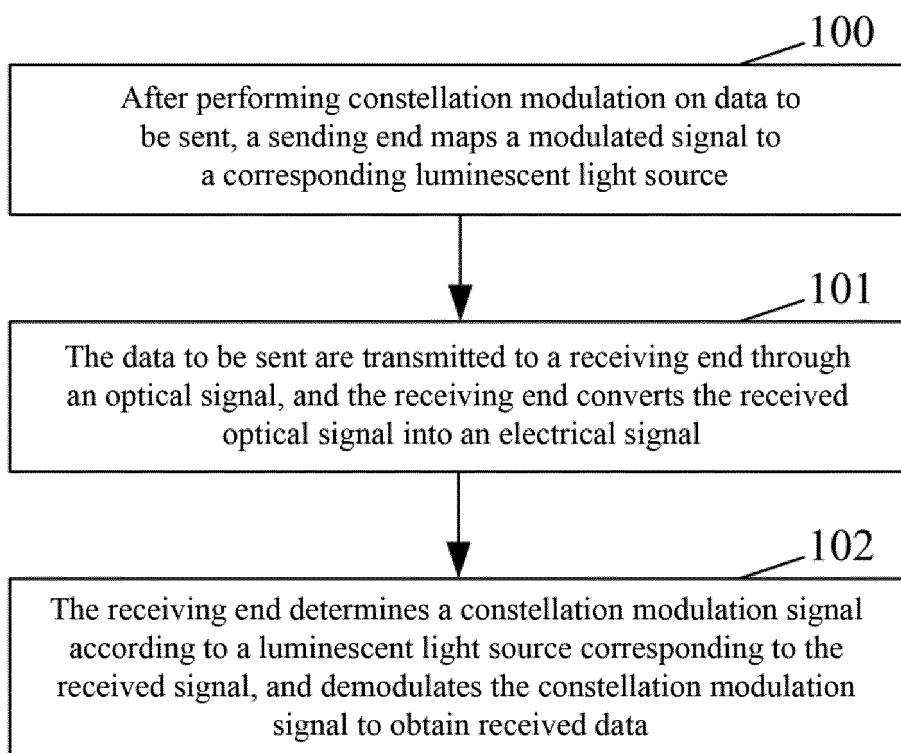 100
After performing constellation modulation on data to
be sent, a sending end maps a modulated signal to
a corresponding luminescent light source
101
The data to be sent are transmitted to a receiving end through
an optical signal, and the receiving end converts the received
optical signal into an electrical signal
102
The receiving end determines a constellation modulation signal
according to a luminescent light source corresponding to the
received signal, and demodulates the constellation modulation
signal to obtain received data